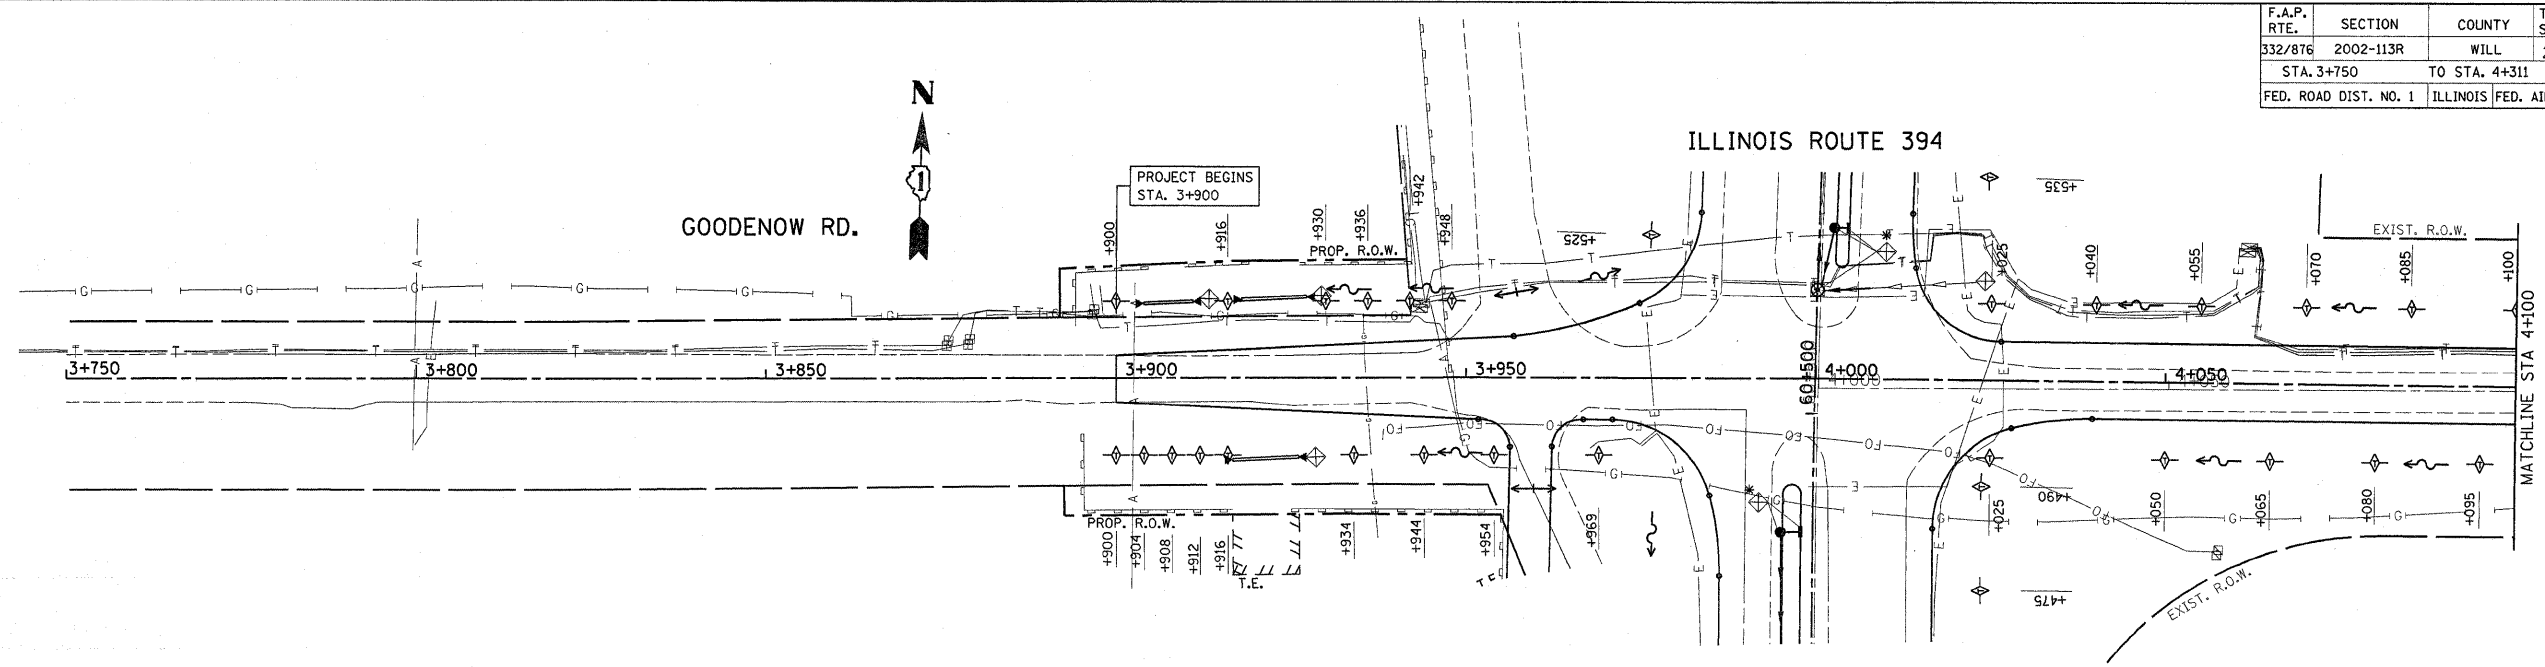 F.A.P. RTE. SECTION COUNTY
332/876 2002-113R WILL
STA. 3+750 TO STA. 4+311
FED. ROAD DIST. NO. 1 ILLINOIS FED.
N
1
ILLINOIS ROUTE 394
GOODENOW RD.
PROJECT BEGINS
STA. 3+900
+900
+916
+930
+936
+942
+948
+525
+535
+025
+040
+055
+070
+085
+100
PROP. R.O.W.
EXIST. R.O.W.
3+750
3+800
3+850
3+900
3+950
60+500
4+000
4+050
MATCHLINE STA 4+100
PROP. R.O.W.
+900
+904
+908
+912
+916
T.E.
+934
+944
+954
+969
+490
+475
+025
+050
+065
+080
+095
EXIST. R.O.W.